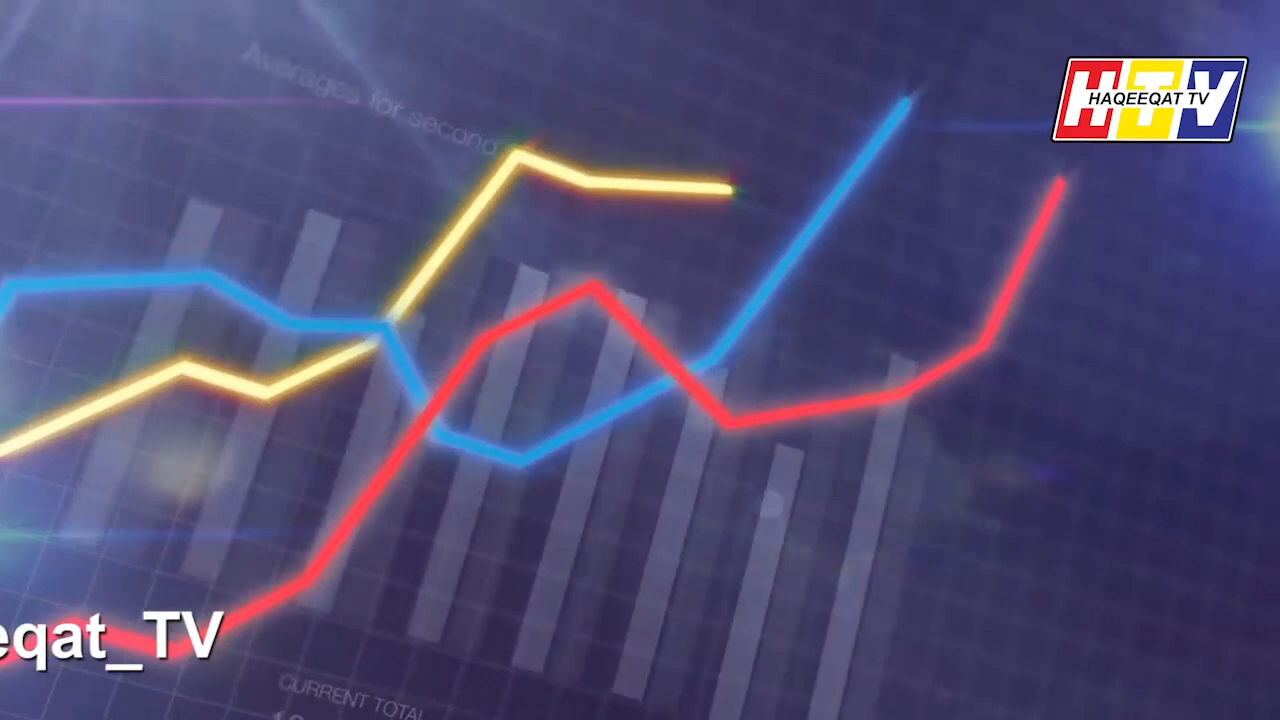 Averages for second
HTV
HAQEEQAT TV
eqat_TV
CURRENT TOTAL